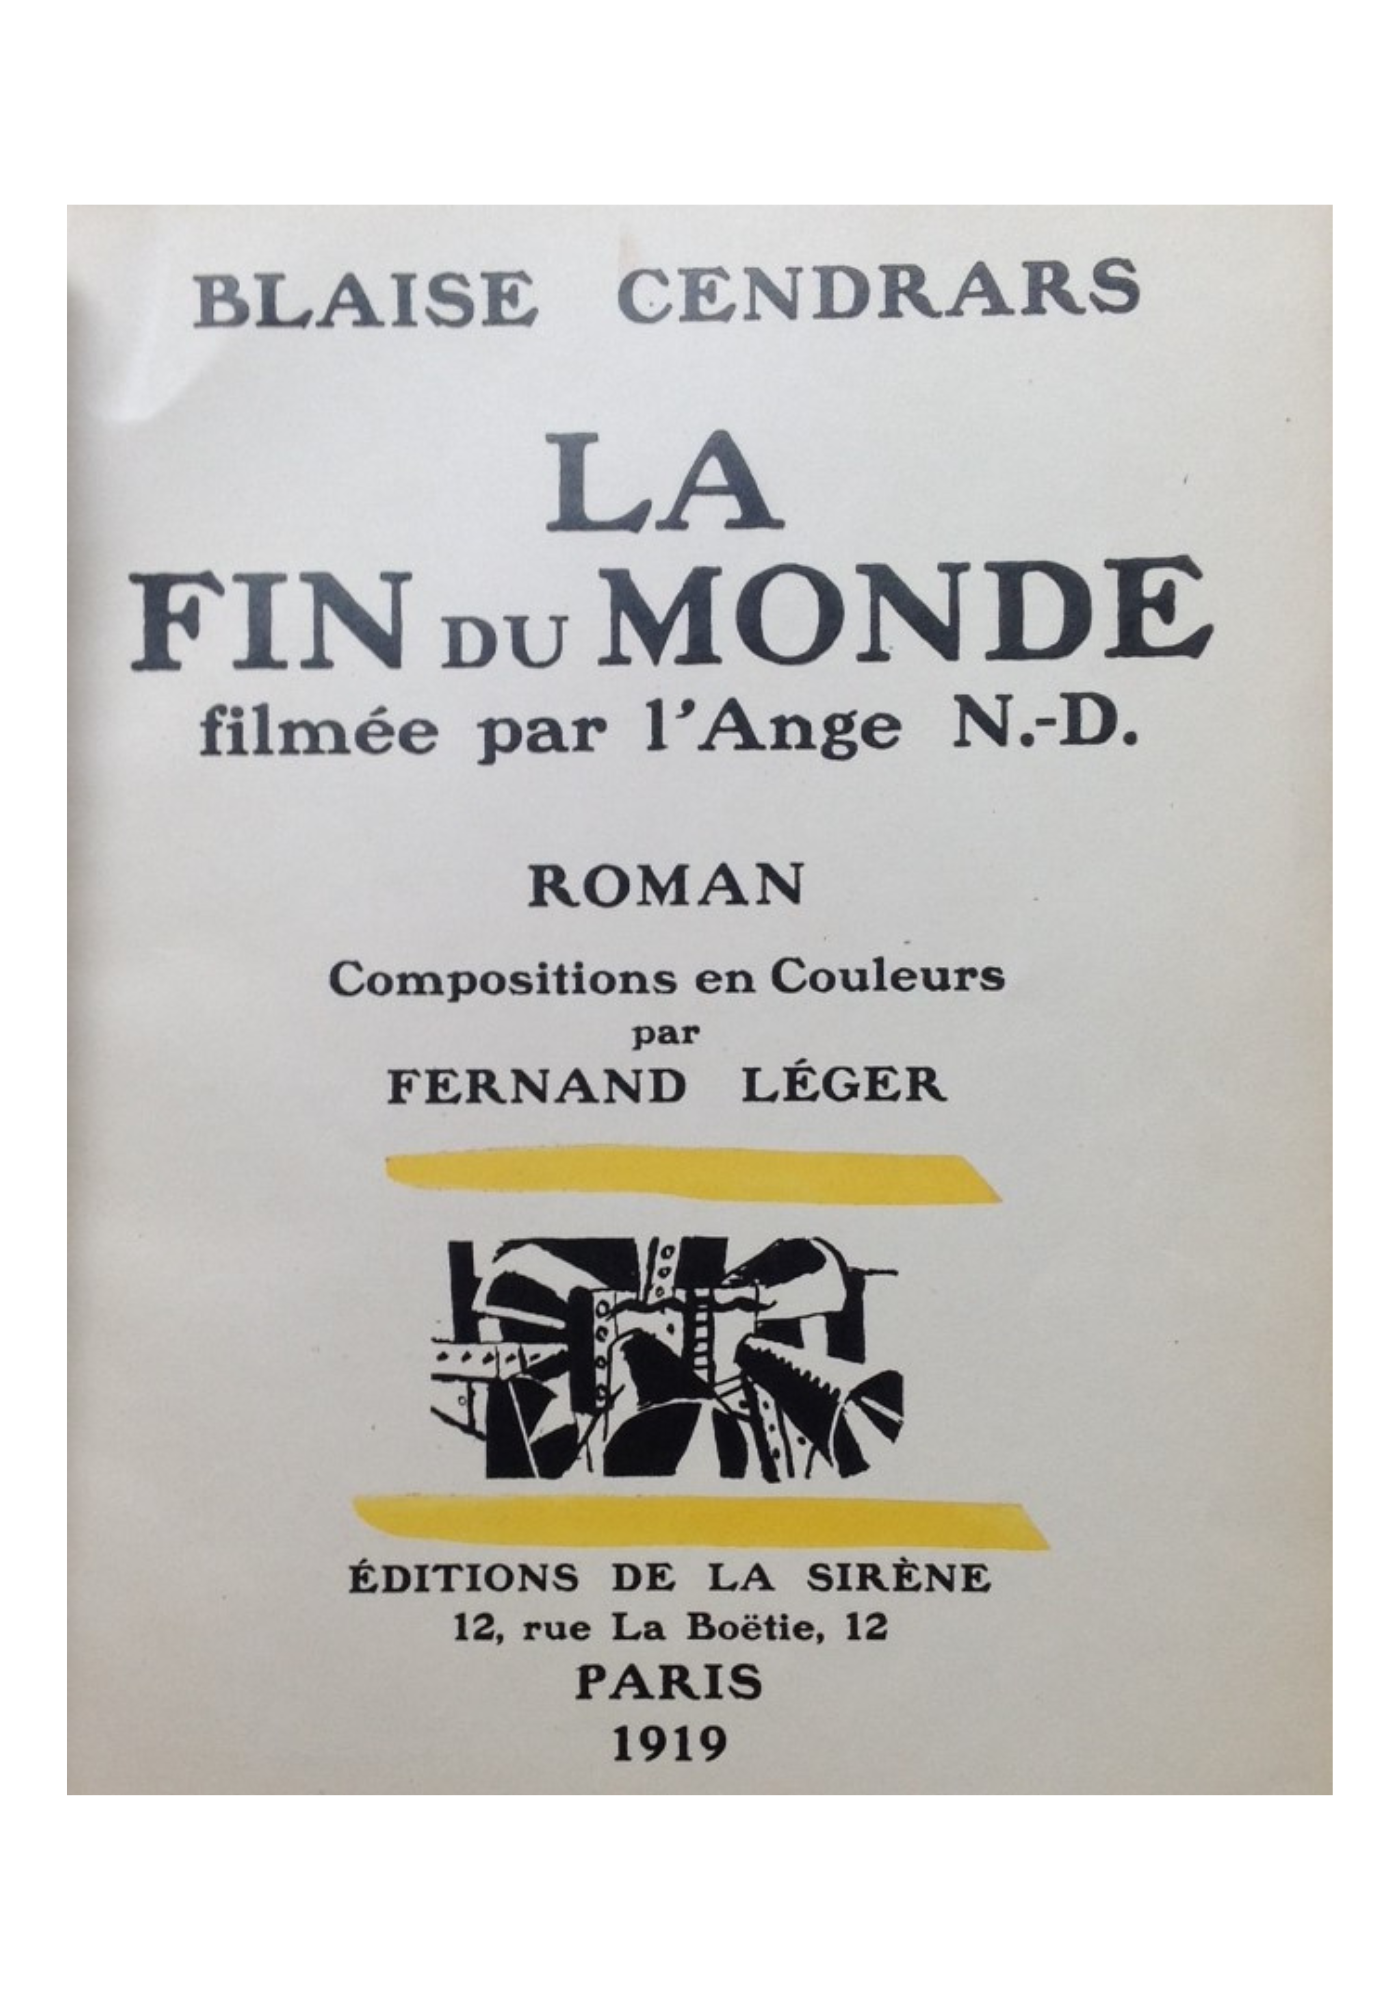 BLAISE CENDRARS
LA
FIN DU MONDE
filmée par l'Ange N.-D.
ROMAN
Compositions en Couleurs
par
FERNAND LÉGER
ÉDITIONS DE LA SIRÈNE
12, rue La Boëtie, 12
PARIS
1919